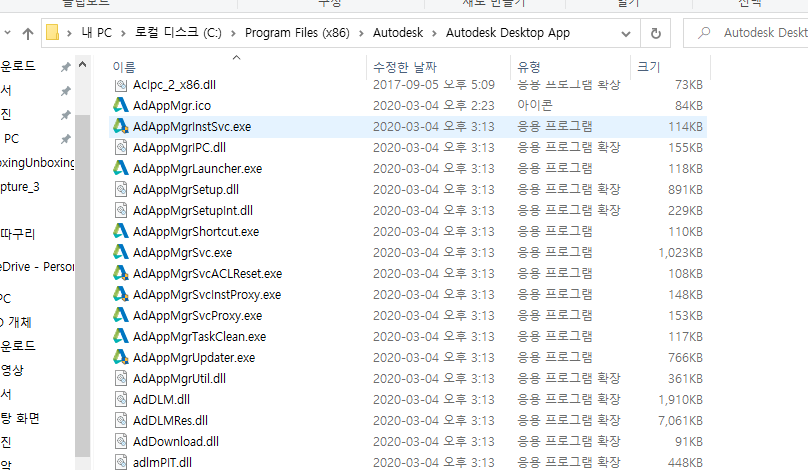 클립보드 구성 새로 만들기 열기 선택
내 PC > 로컬 디스크 (C:) > Program Files (x86) > Autodesk > Autodesk Desktop App
Autodesk Deskt
이름 수정한 날짜 유형 크기
AcIpc_2_x86.dll 2017-09-05 오후 5:09 응용 프로그램 확장 73KB
AdAppMgr.ico 2020-03-04 오후 2:23 아이콘 84KB
AdAppMgrInstSvc.exe 2020-03-04 오후 3:13 응용 프로그램 114KB
AdAppMgrIPC.dll 2020-03-04 오후 3:13 응용 프로그램 확장 155KB
AdAppMgrLauncher.exe 2020-03-04 오후 3:13 응용 프로그램 118KB
AdAppMgrSetup.dll 2020-03-04 오후 3:13 응용 프로그램 확장 891KB
AdAppMgrSetupInt.dll 2020-03-04 오후 3:13 응용 프로그램 확장 229KB
AdAppMgrShortcut.exe 2020-03-04 오후 3:13 응용 프로그램 110KB
AdAppMgrSvc.exe 2020-03-04 오후 3:13 응용 프로그램 1,023KB
AdAppMgrSvcACLReset.exe 2020-03-04 오후 3:13 응용 프로그램 108KB
AdAppMgrSvcInstProxy.exe 2020-03-04 오후 3:13 응용 프로그램 148KB
AdAppMgrSvcProxy.exe 2020-03-04 오후 3:13 응용 프로그램 153KB
AdAppMgrTaskClean.exe 2020-03-04 오후 3:13 응용 프로그램 117KB
AdAppMgrUpdater.exe 2020-03-04 오후 3:13 응용 프로그램 766KB
AdAppMgrUtil.dll 2020-03-04 오후 3:13 응용 프로그램 확장 361KB
AdDLM.dll 2020-03-04 오후 3:13 응용 프로그램 확장 1,910KB
AdDLMRes.dll 2020-03-04 오후 3:13 응용 프로그램 확장 7,061KB
AdDownload.dll 2020-03-04 오후 3:13 응용 프로그램 확장 91KB
adlmPIT.dll 2020-03-04 오후 3:13 응용 프로그램 확장 448KB
운로드
서
진
PC
oxingUnboxing
pture_3
따구리
eDrive - Person
PC
D 개체
운로드
영상
서
탕 화면
진
악